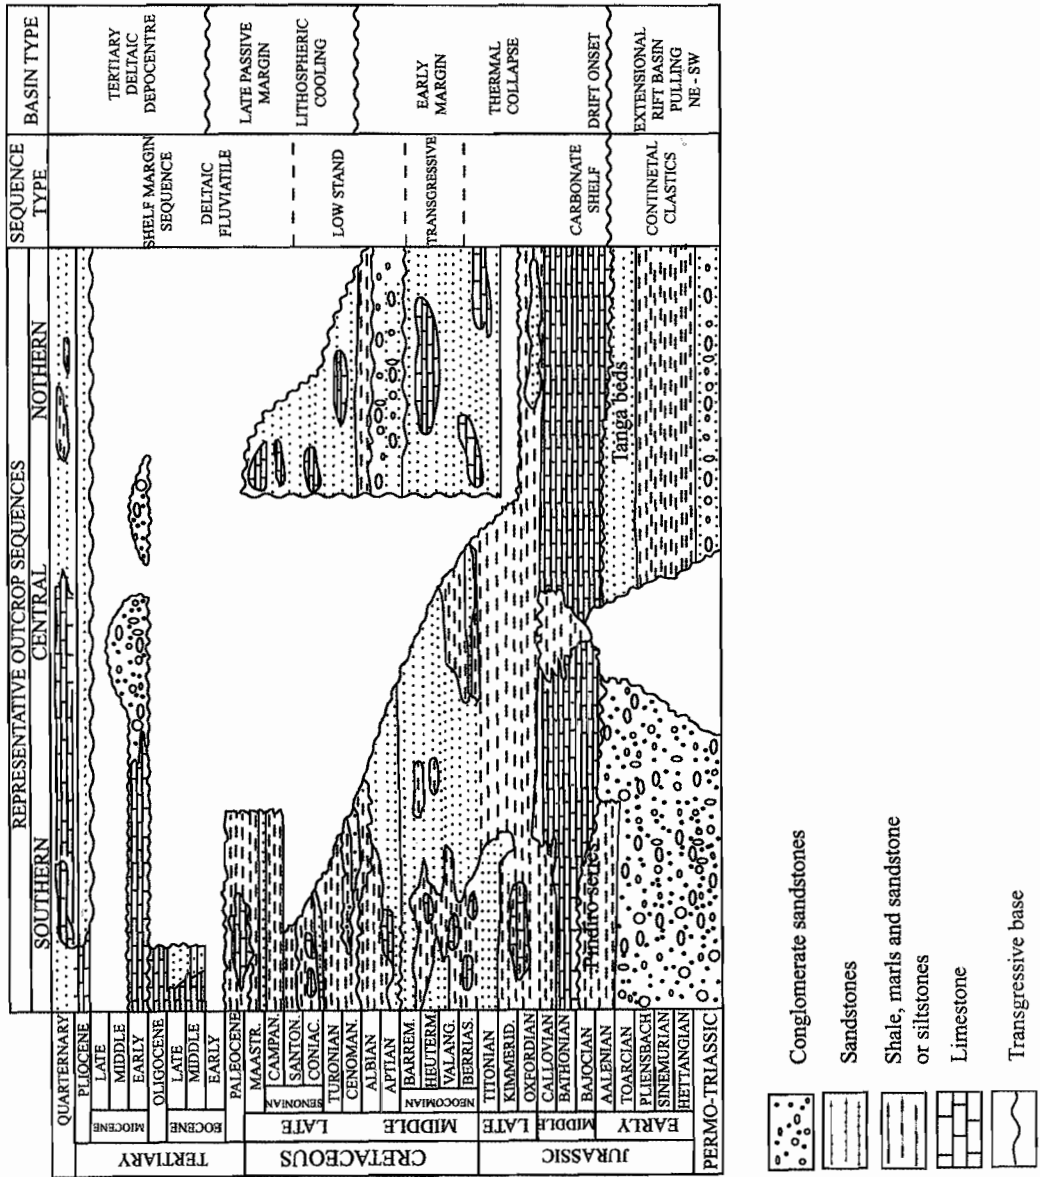 BASIN TYPE
TERTIARY
DELTAIC
DEPOCENTRE
LATE PASSIVE
MARGIN
LITHOSPHERIC
COOLING
EARLY
MARGIN
THERMAL
COLLAPSE
DRIFT ONSET
EXTENSIONAL
RIFT BASIN
PULLING
NE - SW
SEQUENCE
TYPE
SHELF MARGIN
SEQUENCE
DELTAIC
FLUVIATILE
LOW STAND
TRANSGRESSIVE
CARBONATE
SHELF
CONTINETAL
CLASTICS
REPRESENTATIVE OUTCROP SEQUENCES
SOUTHERN
CENTRAL
NOTHERN
Tanga beds
Pindiro series
QUARTERNARY
PLIOCENE
LATE
MIDDLE
EARLY
OLIGOCENE
LATE
MIDDLE
EARLY
PALEOCENE
MAASTR.
CAMPAN.
SANTON.
CONIAC.
TURONIAN
CENOMAN.
ALBIAN
APTIAN
BARREM.
HEUTERM
VALANG.
BERRIAS.
TITONIAN
KIMMERID.
OXFORDIAN
CALLOVIAN
BATHONIAN
BAJOCIAN
AALENIAN
TOARCIAN
PLIENSBACH
SINEMURIAN
HETTANGIAN
PERMO-TRIASSIC
MIOCENE
EOCENE
SENONIAN
NEOCOMIAN
LATE
MIDDLE
LATE
MIDDLE
EARLY
TERTIARY
CRETACEOUS
JURASSIC
Conglomerate sandstones
Sandstones
Shale, marls and sandstone
or siltstones
Limestone
Transgressive base